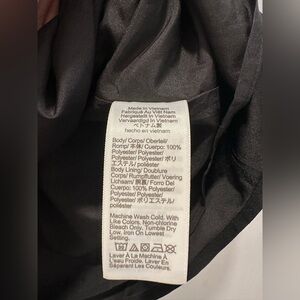 Made In Vietnam
Fabriqué Au Viêt Nam
Hergestellt In Vietnam
Vervaardigd In Vietnam
ベトナム製
hecho en vietnam
Body/ Corps/ Oberteil/
Romp/ 本体/ Cuerpo: 100%
Polyester/ Polyester/
Polyester/ Polyester/ ポリ
エステル/ poliéster
Body Lining/ Doublure
Corps/ Rumpffutter/ Voering
Lichaam/ 胴裏/ Forro Del
Cuerpo: 100% Polyester/
Polyester/ Polyester/
Polyester/ ポリエステル/
poliéster
Machine Wash Cold, With
Like Colors, Non-chlorine
Bleach Only, Tumble Dry
Low, Iron On Lowest
Setting.
Laver À La Machine À
L'eau Froide. Laver En
Séparant Les Couleurs.